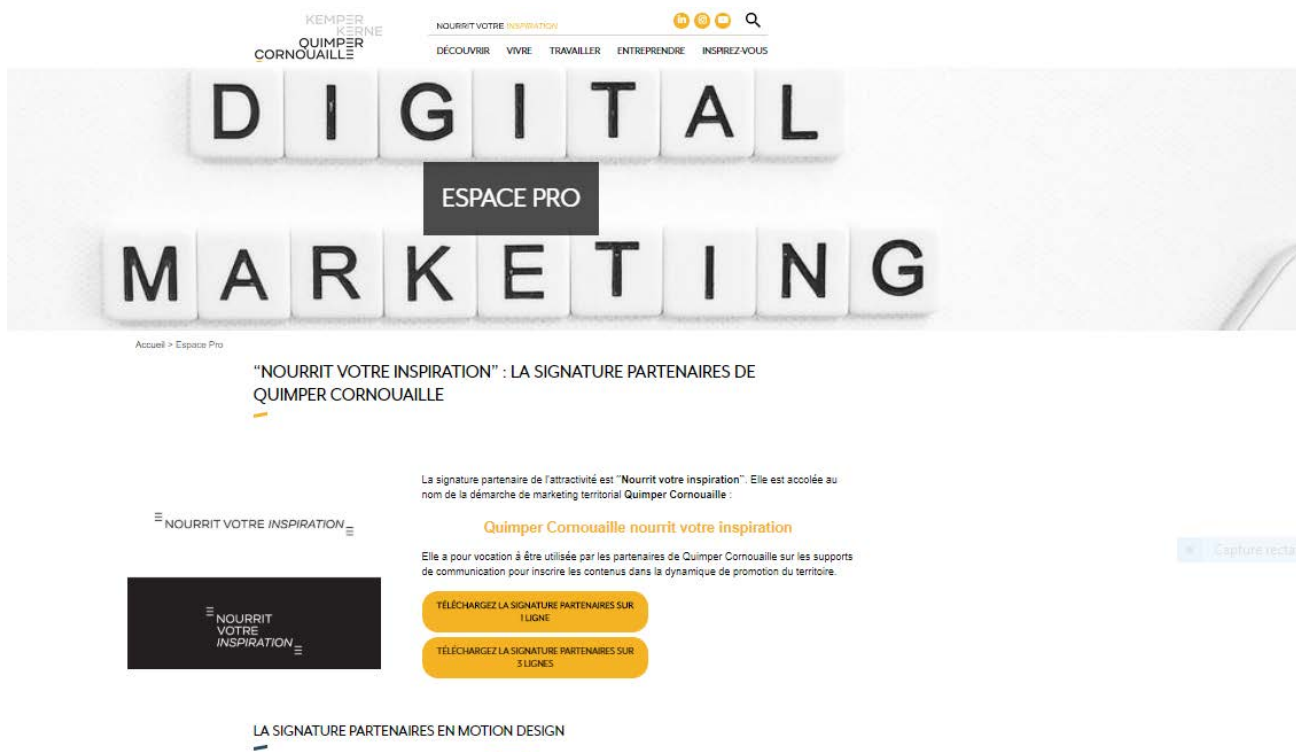 KEMPER
KERNE
QUIMPER
CORNOUAILLE
NOURRIT VOTRE INSPIRATION
DÉCOUVRIR VIVRE TRAVAILLER ENTREPRENDRE INSPIREZ-VOUS
DIGITAL
ESPACE PRO
MARKETING
Accueil > Espace Pro
“NOURRIT VOTRE INSPIRATION” : LA SIGNATURE PARTENAIRES DE
QUIMPER CORNOUAILLE
La signature partenaire de l'attractivité est “Nourrit votre inspiration”. Elle est accolée au
nom de la démarche de marketing territorial Quimper Cornouaille :
NOURRIT VOTRE INSPIRATION
Quimper Cornouaille nourrit votre inspiration
Elle a pour vocation à être utilisée par les partenaires de Quimper Cornouaille sur les supports
de communication pour inscrire les contenus dans la dynamique de promotion du territoire.
NOURRIT
VOTRE
INSPIRATION
TÉLÉCHARGEZ LA SIGNATURE PARTENAIRES SUR
1 LIGNE
TÉLÉCHARGEZ LA SIGNATURE PARTENAIRES SUR
3 LIGNES
Capture recta
LA SIGNATURE PARTENAIRES EN MOTION DESIGN